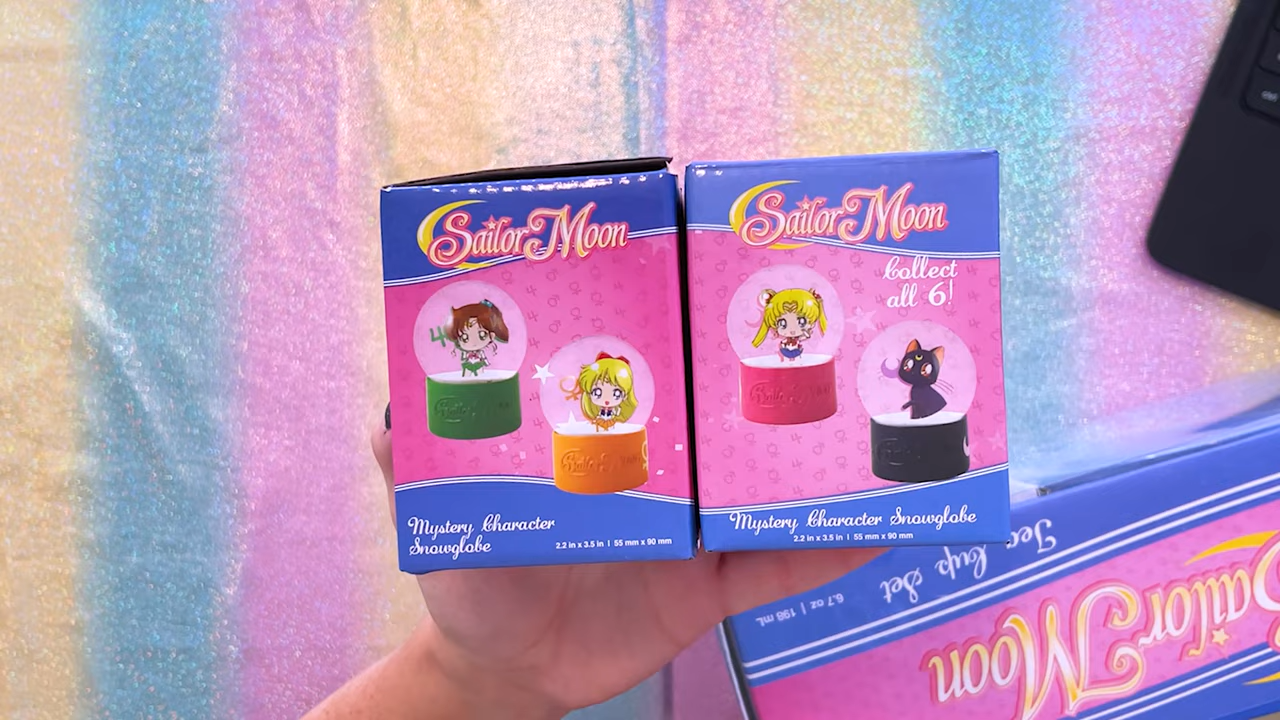 Sailor Moon
Mystery Character
Snowglobe
2.2 in x 3.5 in | 55 mm x 90 mm
Sailor Moon
Collect
all 6!
Mystery Character Snowglobe
2.2 in x 3.5 in | 55 mm x 90 mm
Tea Cup Set
6.7 oz | 198 mL
Sailor Moon